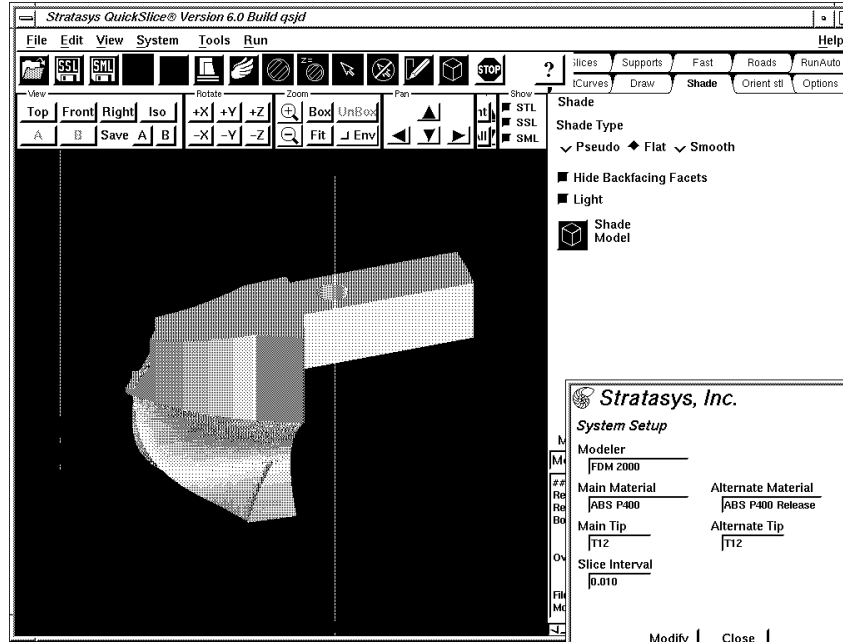 Stratasys QuickSlice® Version 6.0 Build qsjd
File Edit View System Tools Run Help
SSL SML Z= STOP ?
Slices Supports Fast Roads RunAuto
Curves Draw Shade Orient stl Options
View Rotate Zoom Pan Show
Top Front Right Iso +X +Y +Z Box UnBox STL
A B Save A B -X -Y -Z Fit Env SSL
SML
Shade
Shade Type
Pseudo Flat Smooth
Hide Backfacing Facets
Light
Shade
Model
Stratasys, Inc.
System Setup
Modeler
FDM 2000
Main Material Alternate Material
ABS P400 ABS P400 Release
Main Tip Alternate Tip
T12 T12
Slice Interval
0.010
Modify Close